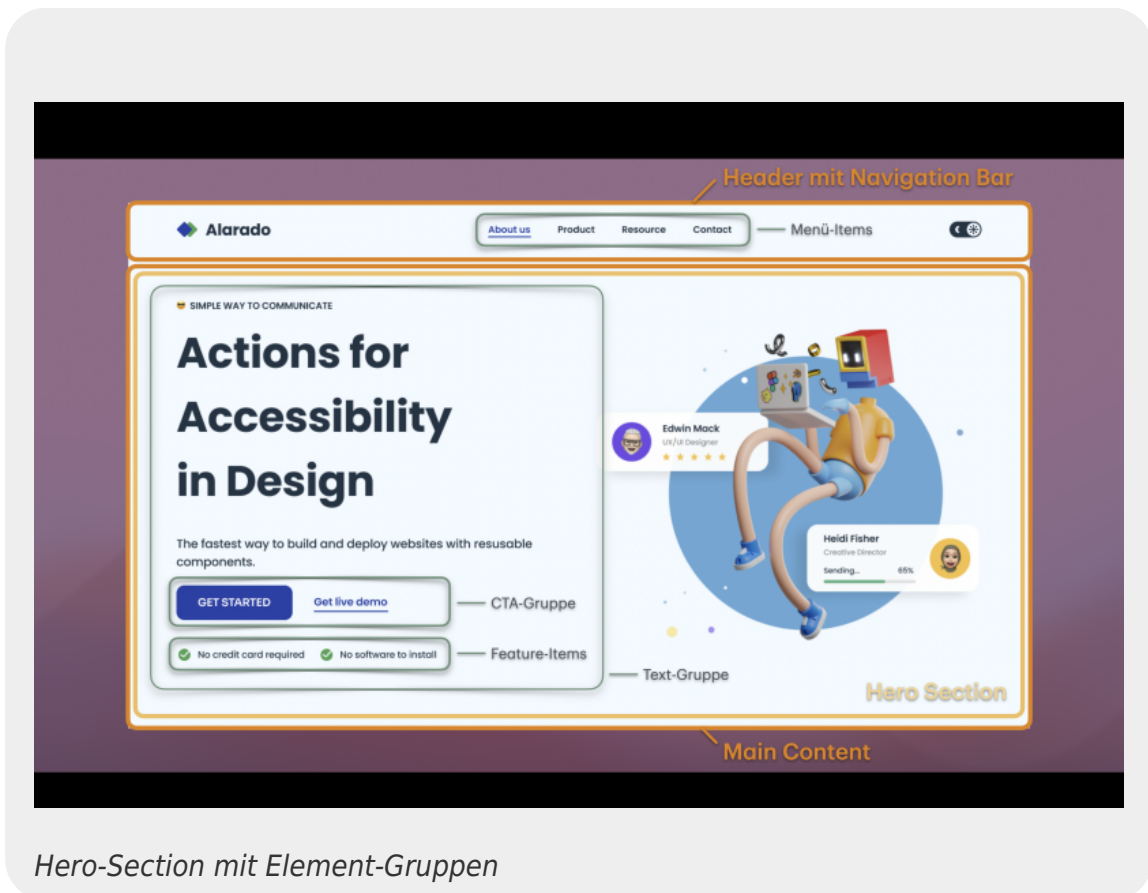 Header mit Navigation Bar
Alarado
About us
Product
Resource
Contact
Menü-Items
SIMPLE WAY TO COMMUNICATE
Actions for
Accessibility
in Design
Edwin Mack
UX/UI Designer
The fastest way to build and deploy websites with resusable
components.
Heidi Fisher
Creative Director
Sending...
65%
GET STARTED
Get live demo
CTA-Gruppe
No credit card required
No software to install
Feature-Items
Text-Gruppe
Hero Section
Main Content
Hero-Section mit Element-Gruppen